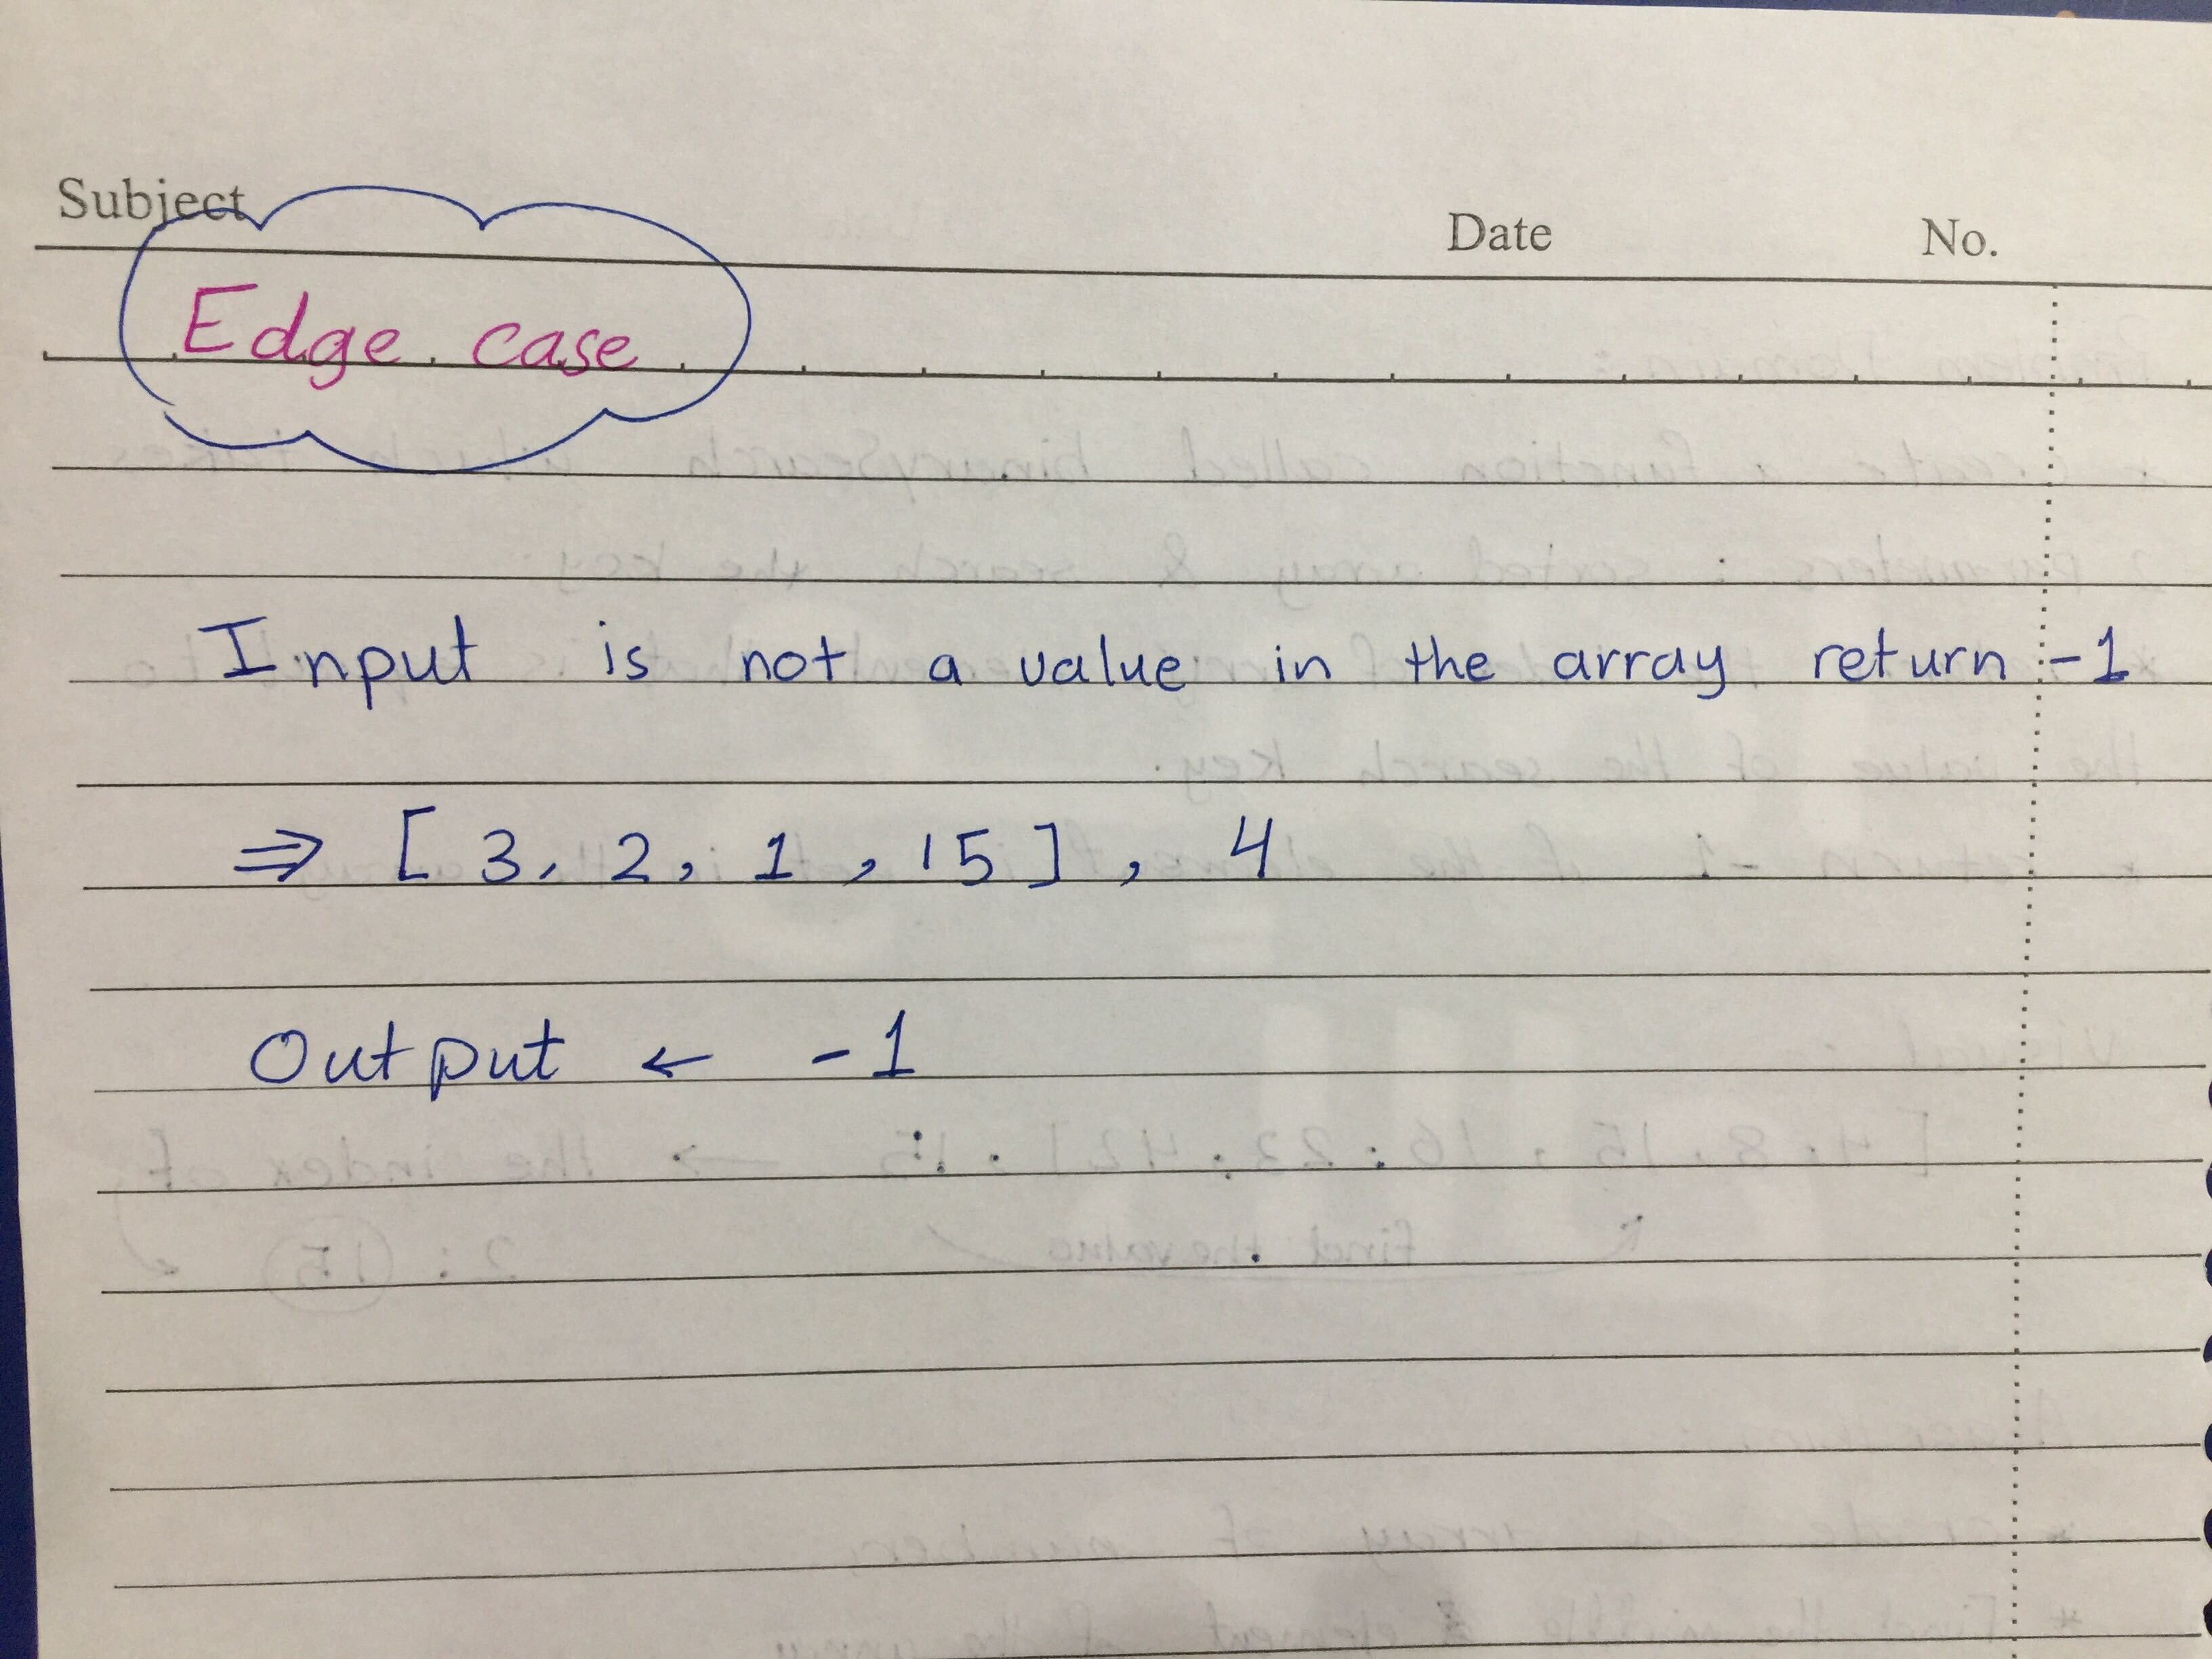 Subject Date No.
Edge case
Input is not a value in the array return -1
⇒ [ 3, 2, 1, 15 ], 4
Output ← -1